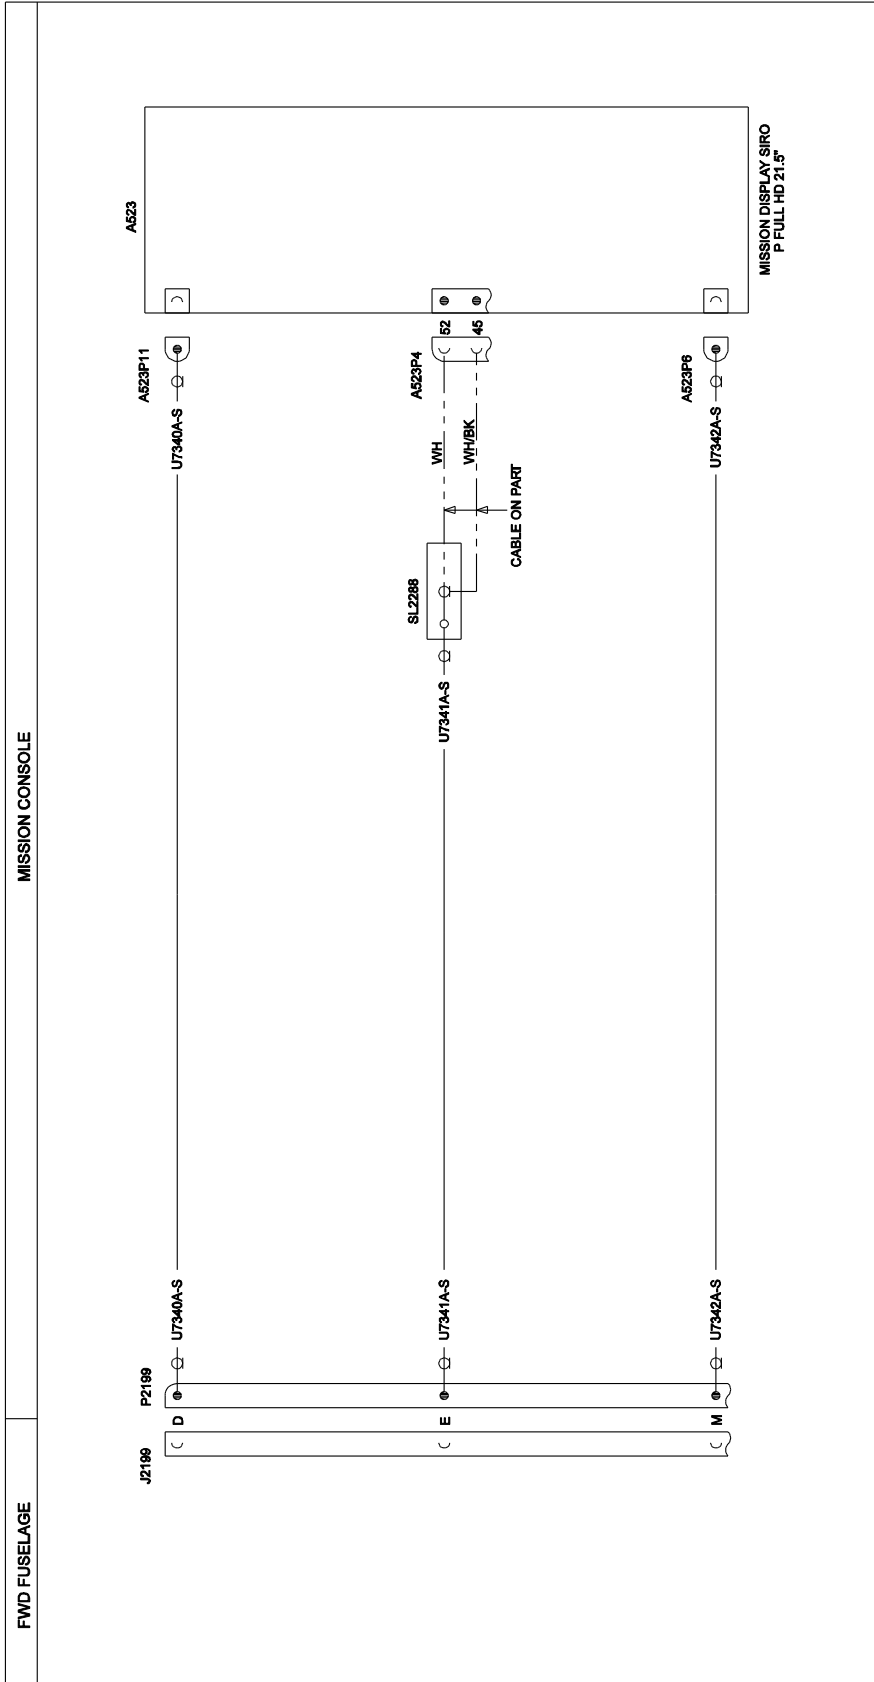 FWD FUSELAGE
MISSION CONSOLE
J2199
P2199
D
U7340A-S
U7340A-S
A523P11
A523
E
U7341A-S
U7341A-S
SL2288
WH
WH/BK
CABLE ON PART
A523P4
52
45
M
U7342A-S
U7342A-S
A523P6
MISSION DISPLAY SIRO
P FULL HD 21.5"